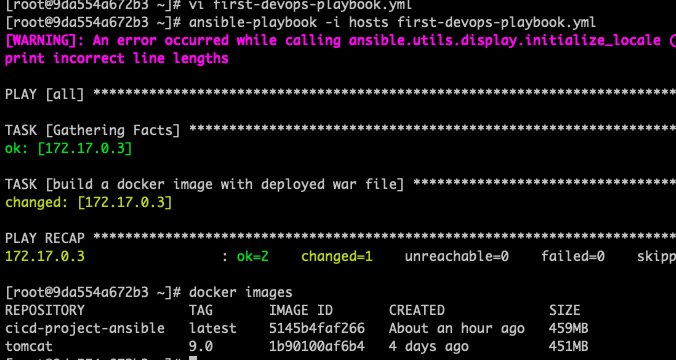 [root@9da554a672b3 ~]# vi first-devops-playbook.yml
[root@9da554a672b3 ~]# ansible-playbook -i hosts first-devops-playbook.yml
[WARNING]: An error occurred while calling ansible.utils.display.initialize_locale (
print incorrect line lengths
PLAY [all] ****************************************************************************
TASK [Gathering Facts] ****************************************************************
ok: [172.17.0.3]
TASK [build a docker image with deployed war file] *********************************
changed: [172.17.0.3]
PLAY RECAP ****************************************************************************
172.17.0.3 : ok=2 changed=1 unreachable=0 failed=0 skipp
[root@9da554a672b3 ~]# docker images
REPOSITORY TAG IMAGE ID CREATED SIZE
cicd-project-ansible latest 5145b4faf266 About an hour ago 459MB
tomcat 9.0 1b90100af6b4 4 days ago 451MB